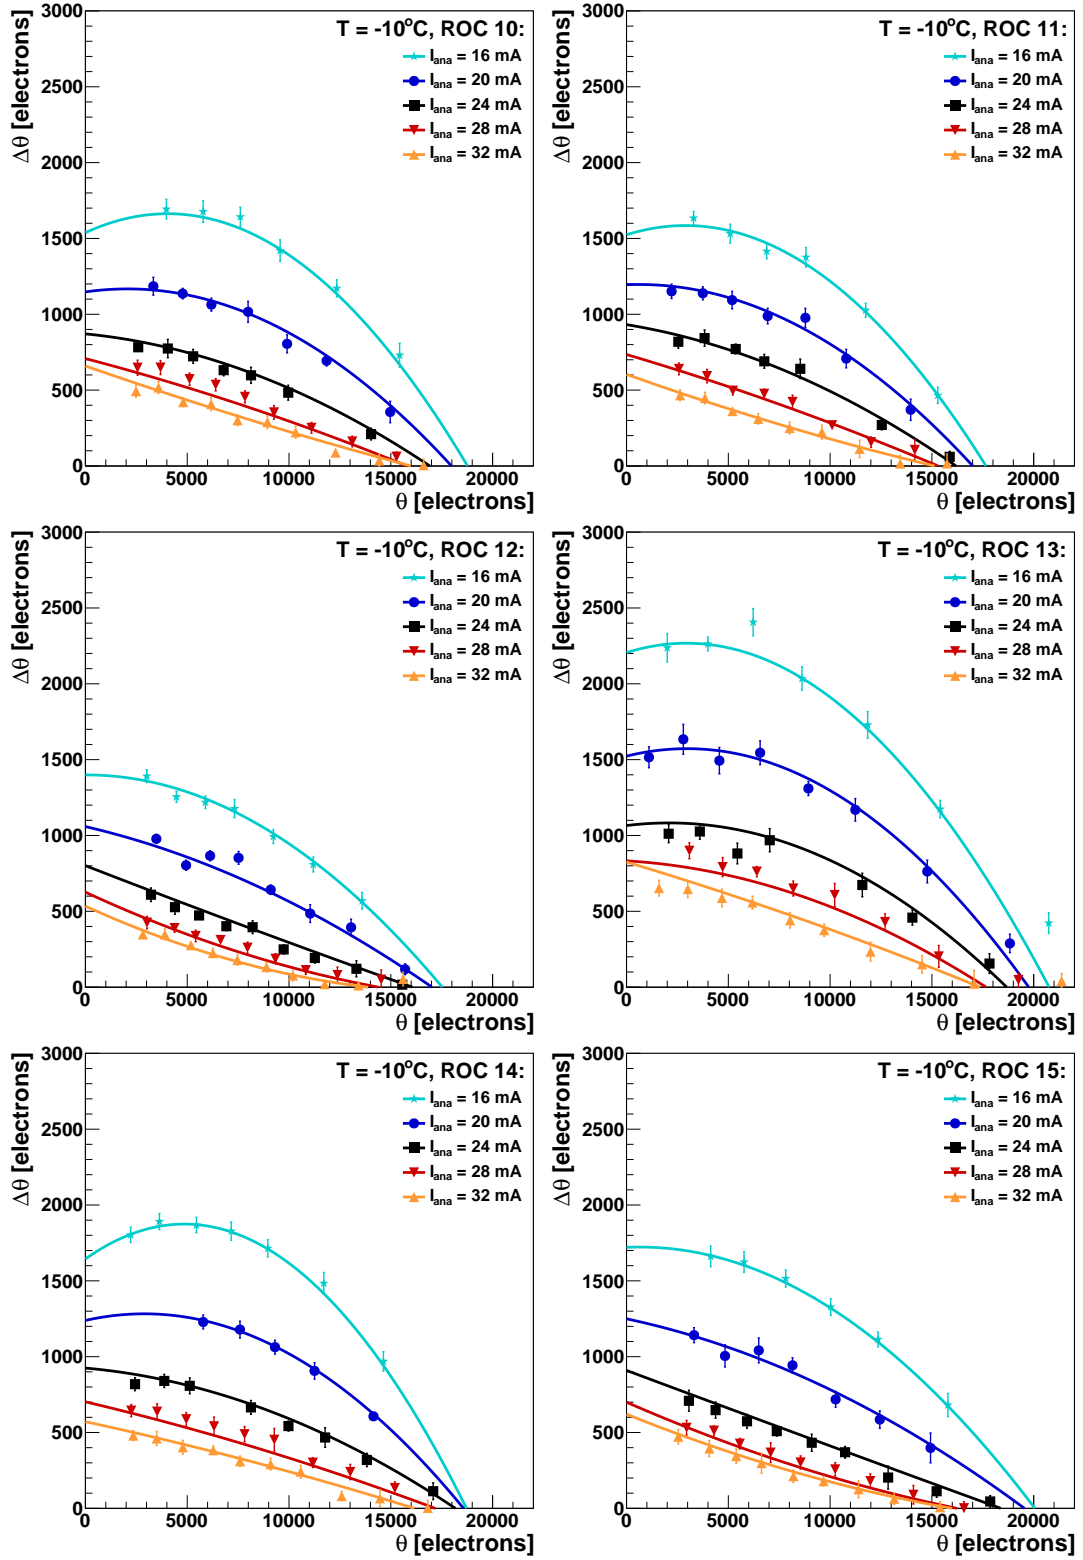 T = -10°C, ROC 10:
I_ana = 16 mA
I_ana = 20 mA
I_ana = 24 mA
I_ana = 28 mA
I_ana = 32 mA
Δθ [electrons]
3000
2500
2000
1500
1000
500
0
0 5000 10000 15000 20000
θ [electrons]
T = -10°C, ROC 11:
I_ana = 16 mA
I_ana = 20 mA
I_ana = 24 mA
I_ana = 28 mA
I_ana = 32 mA
Δθ [electrons]
3000
2500
2000
1500
1000
500
0
0 5000 10000 15000 20000
θ [electrons]
T = -10°C, ROC 12:
I_ana = 16 mA
I_ana = 20 mA
I_ana = 24 mA
I_ana = 28 mA
I_ana = 32 mA
Δθ [electrons]
3000
2500
2000
1500
1000
500
0
0 5000 10000 15000 20000
θ [electrons]
T = -10°C, ROC 13:
I_ana = 16 mA
I_ana = 20 mA
I_ana = 24 mA
I_ana = 28 mA
I_ana = 32 mA
Δθ [electrons]
3000
2500
2000
1500
1000
500
0
0 5000 10000 15000 20000
θ [electrons]
T = -10°C, ROC 14:
I_ana = 16 mA
I_ana = 20 mA
I_ana = 24 mA
I_ana = 28 mA
I_ana = 32 mA
Δθ [electrons]
3000
2500
2000
1500
1000
500
0
0 5000 10000 15000 20000
θ [electrons]
T = -10°C, ROC 15:
I_ana = 16 mA
I_ana = 20 mA
I_ana = 24 mA
I_ana = 28 mA
I_ana = 32 mA
Δθ [electrons]
3000
2500
2000
1500
1000
500
0
0 5000 10000 15000 20000
θ [electrons]